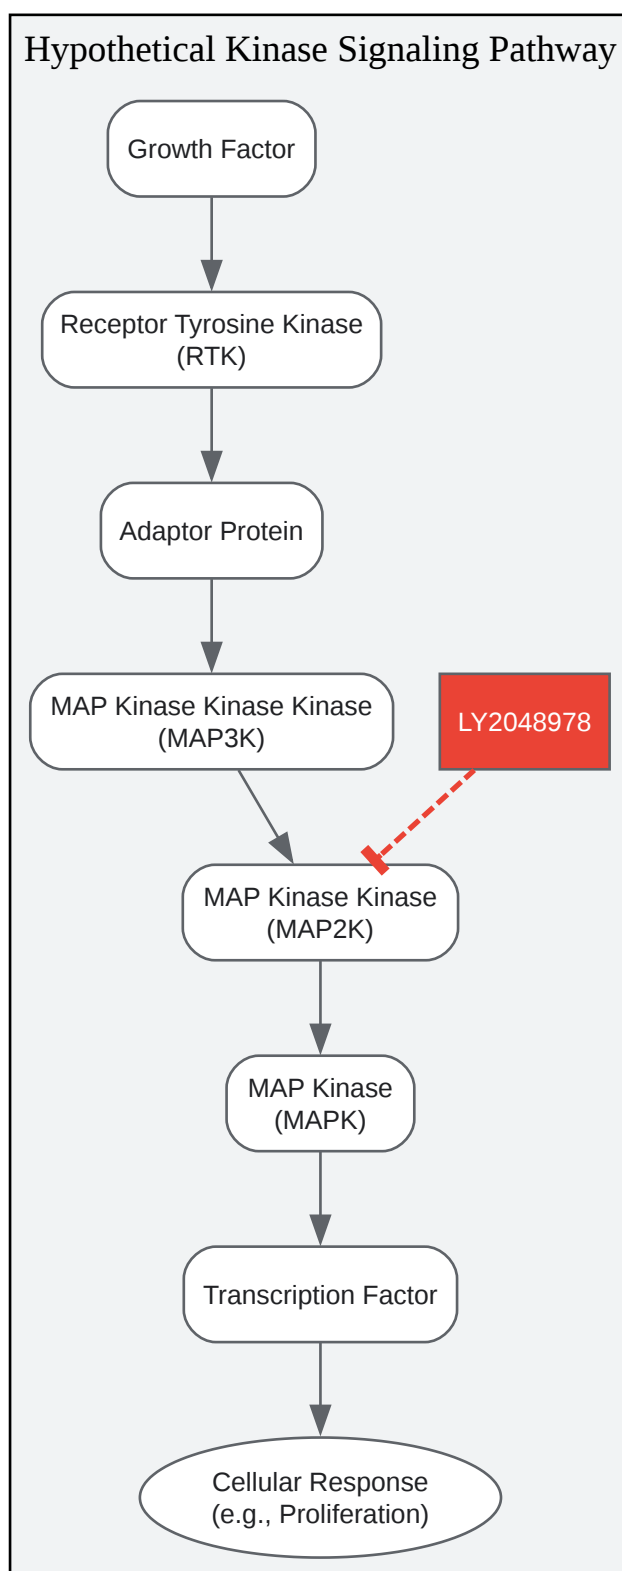 Hypothetical Kinase Signaling Pathway
Growth Factor
Receptor Tyrosine Kinase
(RTK)
Adaptor Protein
MAP Kinase Kinase Kinase
(MAP3K)
LY2048978
MAP Kinase Kinase
(MAP2K)
MAP Kinase
(MAPK)
Transcription Factor
Cellular Response
(e.g., Proliferation)